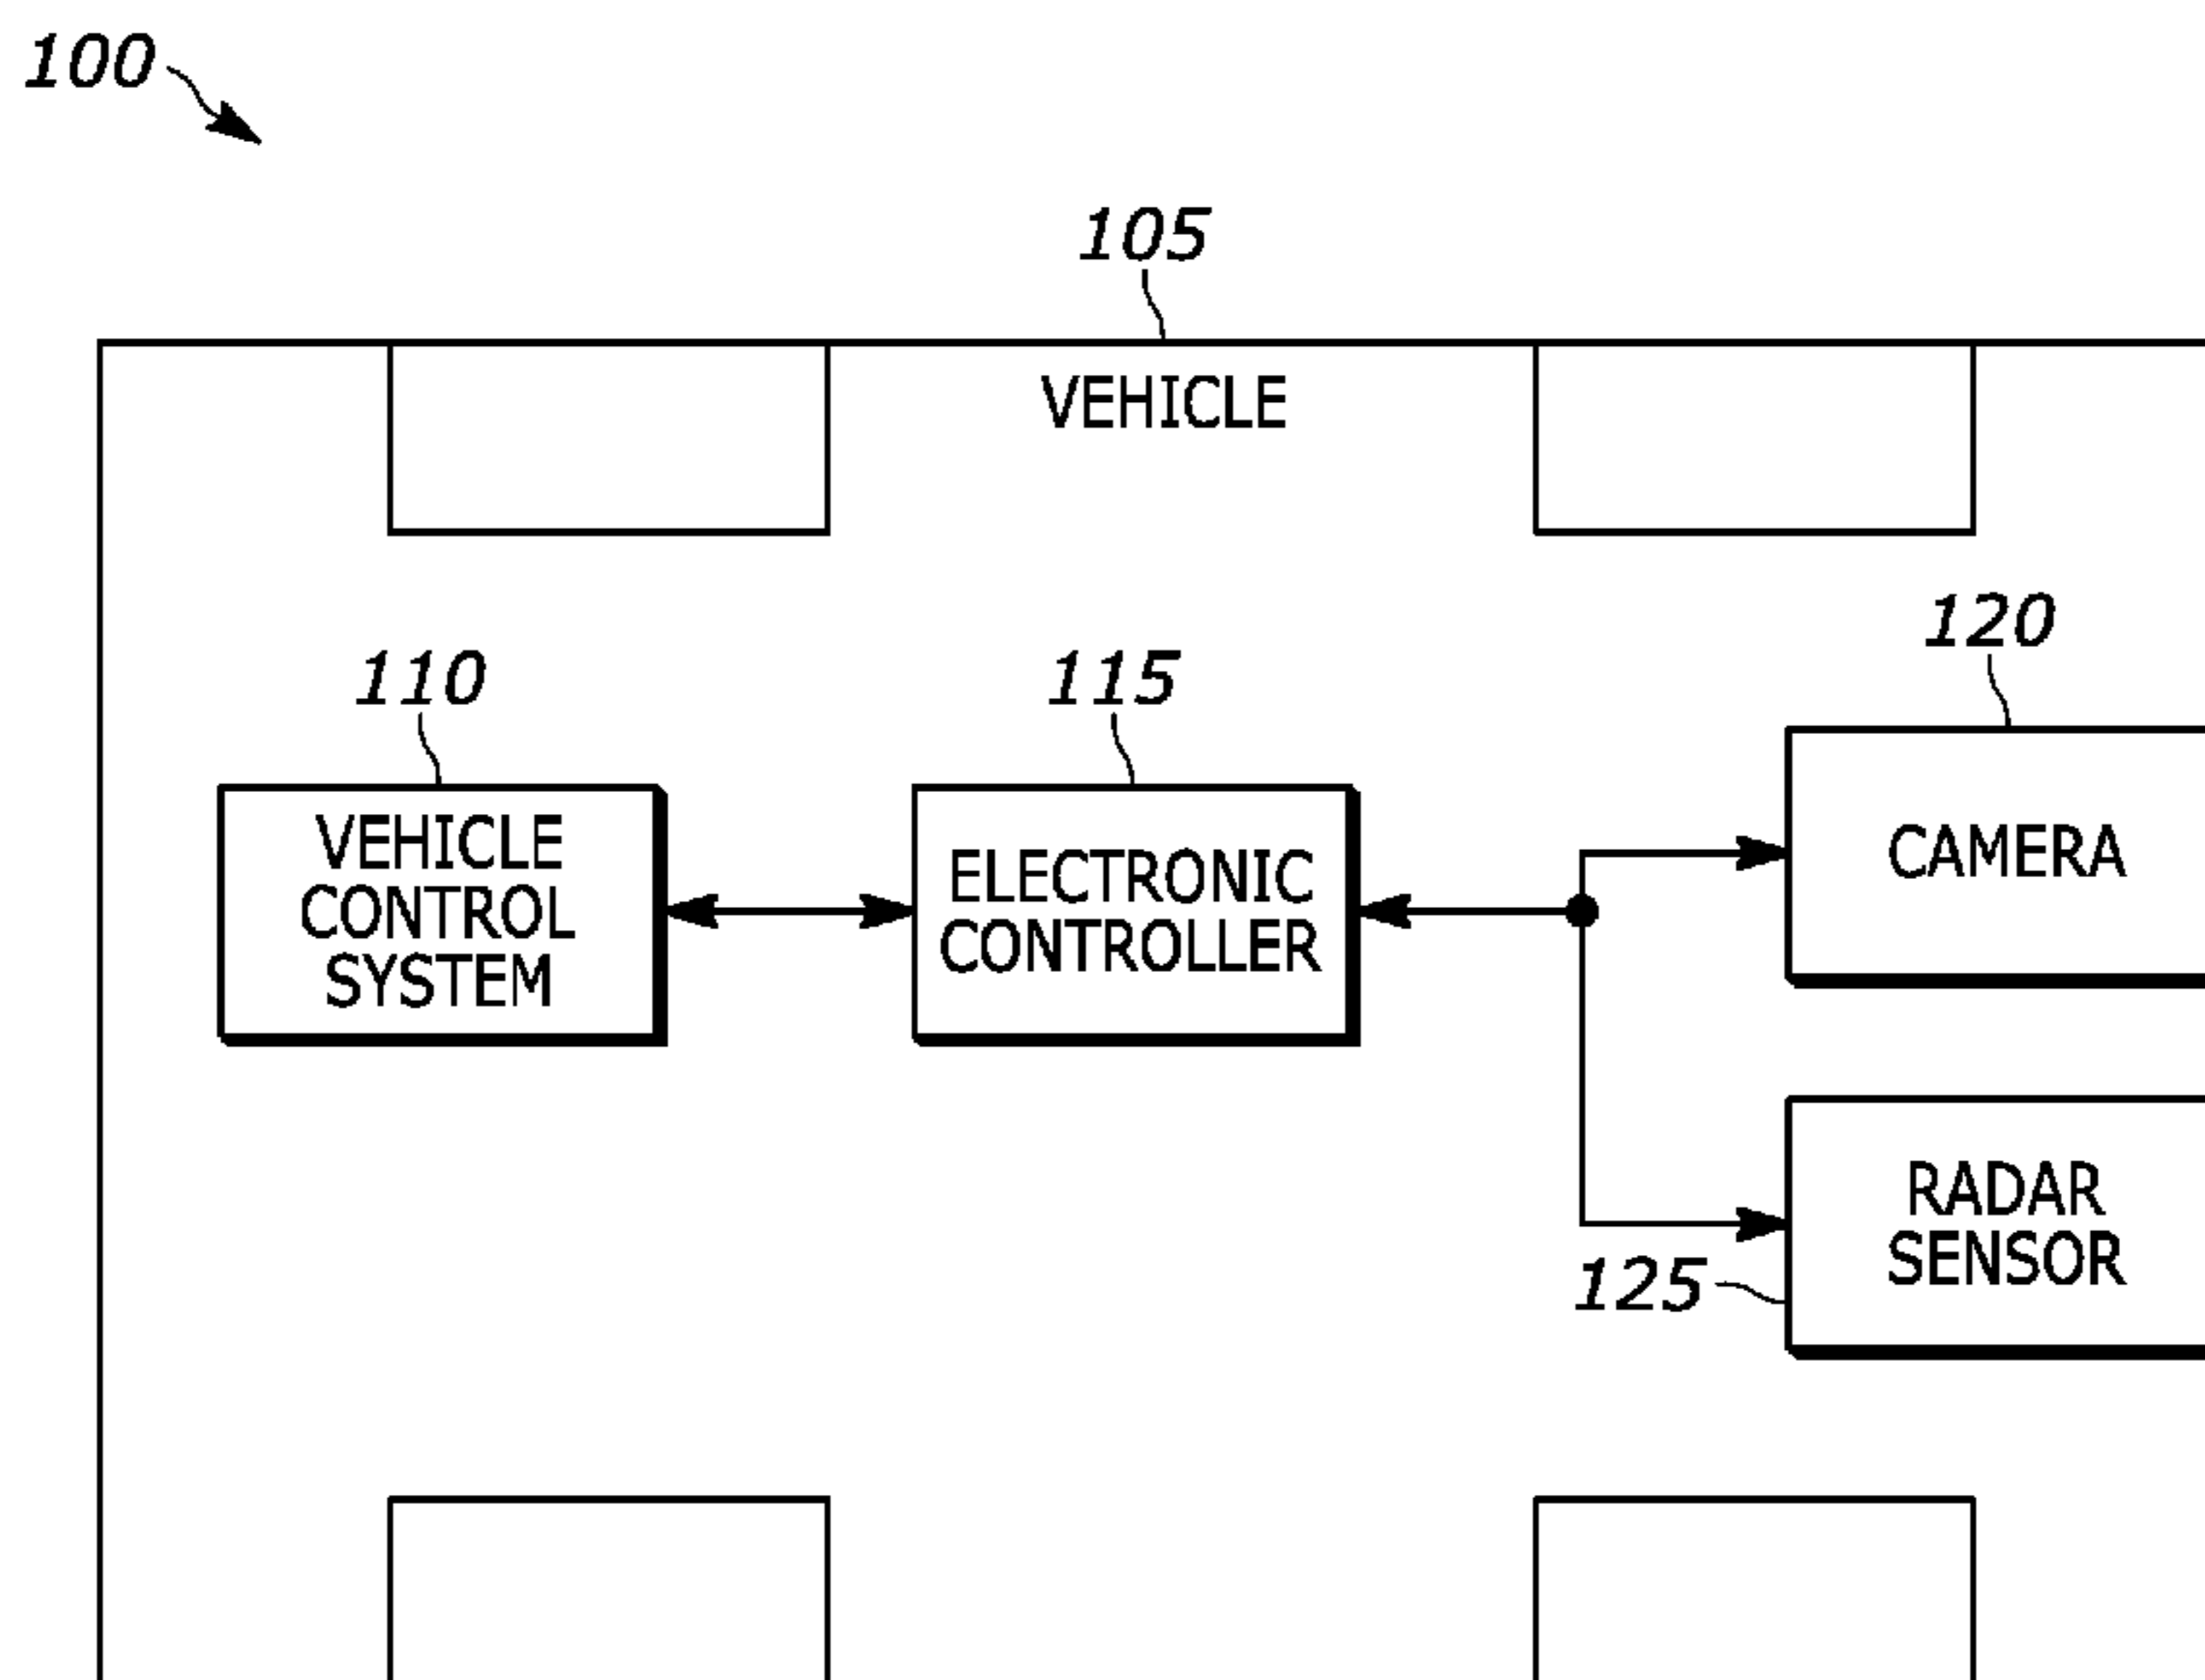 100
105
VEHICLE
110
115
120
VEHICLE
CONTROL
SYSTEM
ELECTRONIC
CONTROLLER
CAMERA
RADAR
SENSOR
125